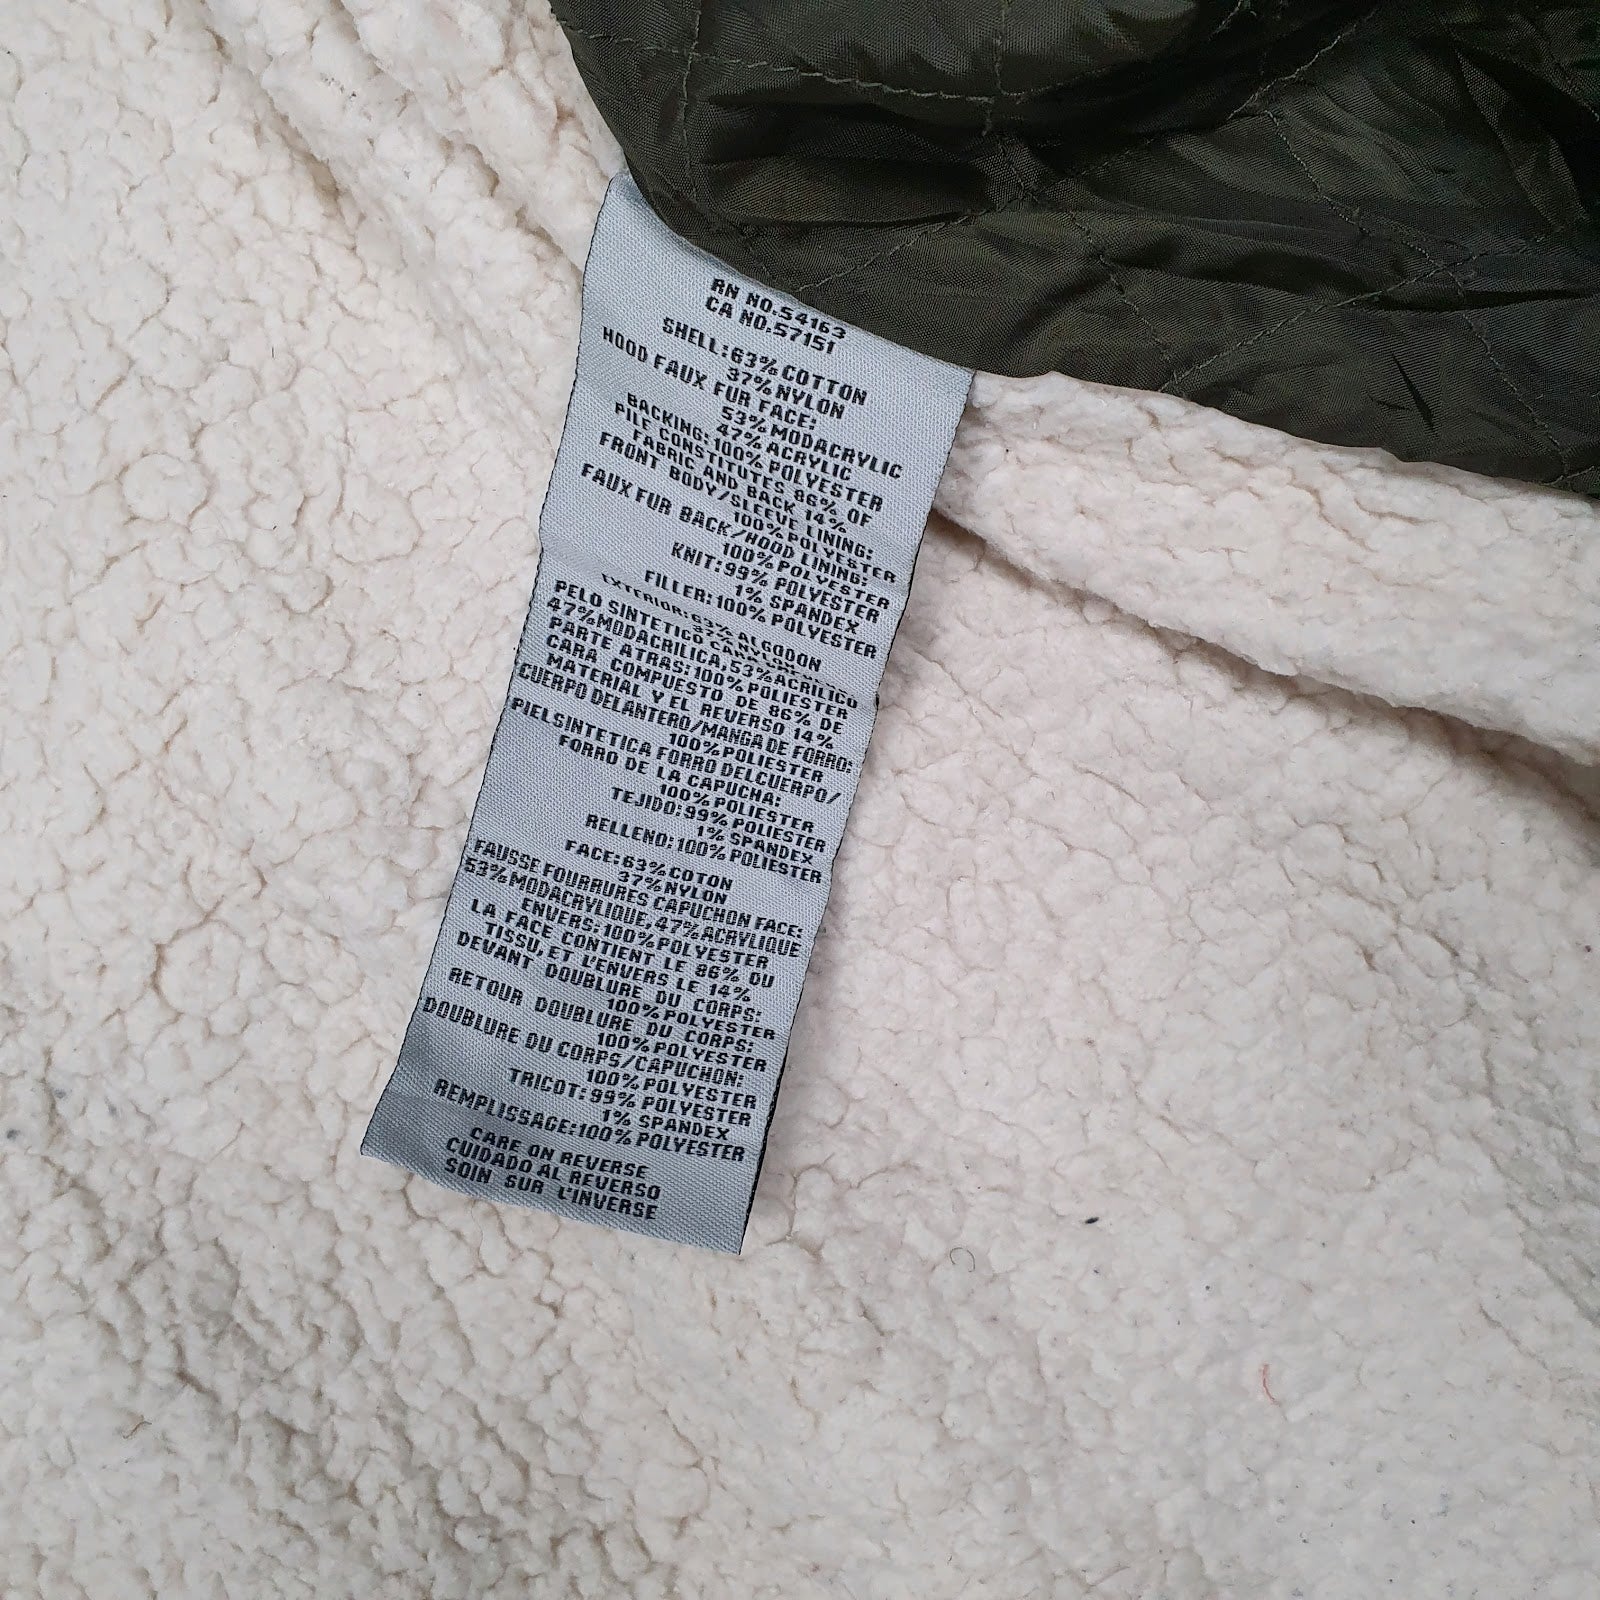 RN NO.54163
CA NO.57151
SHELL:63% COTTON
37% NYLON
HOOD FAUX FUR FACE:
53% MODACRYLIC
47% ACRYLIC
BACKING:100% POLYESTER
PILE CONSTITUTES 86% OF
FABRIC AND BACK 14%
FRONT BODY/SLEEVE LINING:
100% POLYESTER
FAUX FUR BACK/HOOD LINING:
100% POLYESTER
KNIT:99% POLYESTER
1% SPANDEX
FILLER:100% POLYESTER
EXTERIOR:63% ALGODON
37% NYLON
PELO SINTETICO CARA
47%MODACRILICA,53%ACRILICO
PARTE ATRAS:100% POLIESTER
CARA COMPUESTO DE 86% DE
MATERIAL Y EL REVERSO 14%
CUERPO DELANTERO/MANGA DE FORRO:
100% POLIESTER
PIELSINTETICA FORRO DELCUERPO/
FORRO DE LA CAPUCHA:
100% POLIESTER
TEJIDO:99% POLIESTER
1% SPANDEX
RELLENO:100% POLIESTER
FACE:63% COTON
37% NYLON
FAUSSE FOURRURES CAPUCHON FACE:
53%MODACRYLIQUE,47%ACRYLIQUE
ENVERS:100% POLYESTER
LA FACE CONTIENT LE 86% DU
TISSU,ET L'ENVERS LE 14%
DEVANT DOUBLURE DU CORPS:
100% POLYESTER
RETOUR DOUBLURE DU CORPS:
100% POLYESTER
DOUBLURE DU CORPS/CAPUCHON:
100% POLYESTER
TRICOT:99% POLYESTER
1% SPANDEX
REMPLISSAGE:100% POLYESTER
CARE ON REVERSE
CUIDADO AL REVERSO
SOIN SUR L'INVERSE